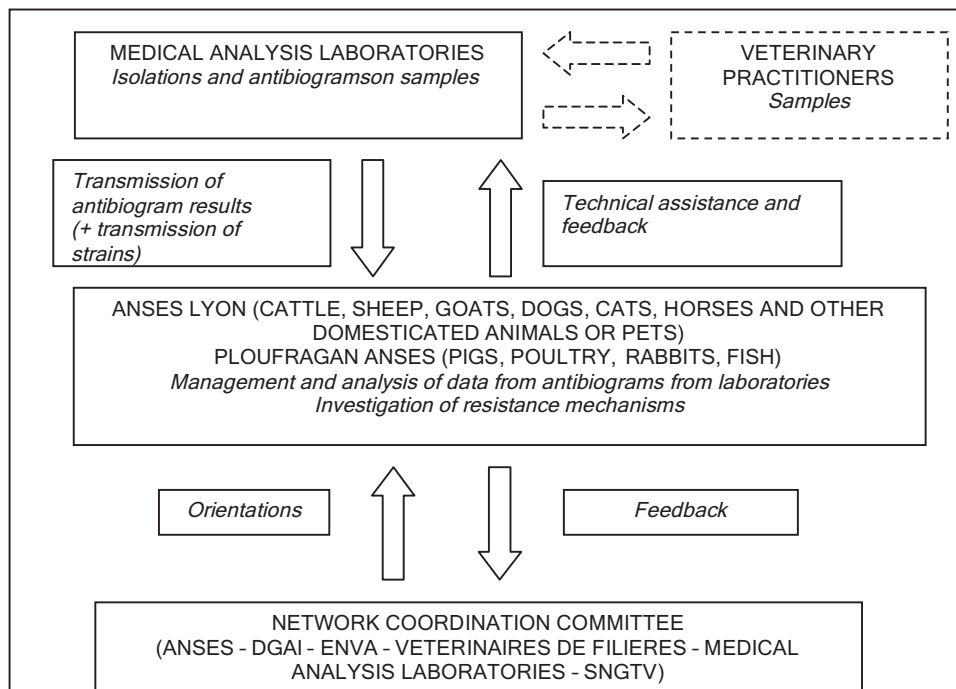 MEDICAL ANALYSIS LABORATORIES
Isolations and antibiogramson samples
VETERINARY
PRACTITIONERS
Samples
Transmission of
antibiogram results
(+ transmission of
strains)
Technical assistance and
feedback
ANSES LYON (CATTLE, SHEEP, GOATS, DOGS, CATS, HORSES AND OTHER
DOMESTICATED ANIMALS OR PETS)
PLOUFRAGAN ANSES (PIGS, POULTRY, RABBITS, FISH)
Management and analysis of data from antibiograms from laboratories
Investigation of resistance mechanisms
Orientations
Feedback
NETWORK COORDINATION COMMITTEE
(ANSES - DGAI - ENVA - VETERINAIRES DE FILIERES - MEDICAL
ANALYSIS LABORATORIES - SNGTV)